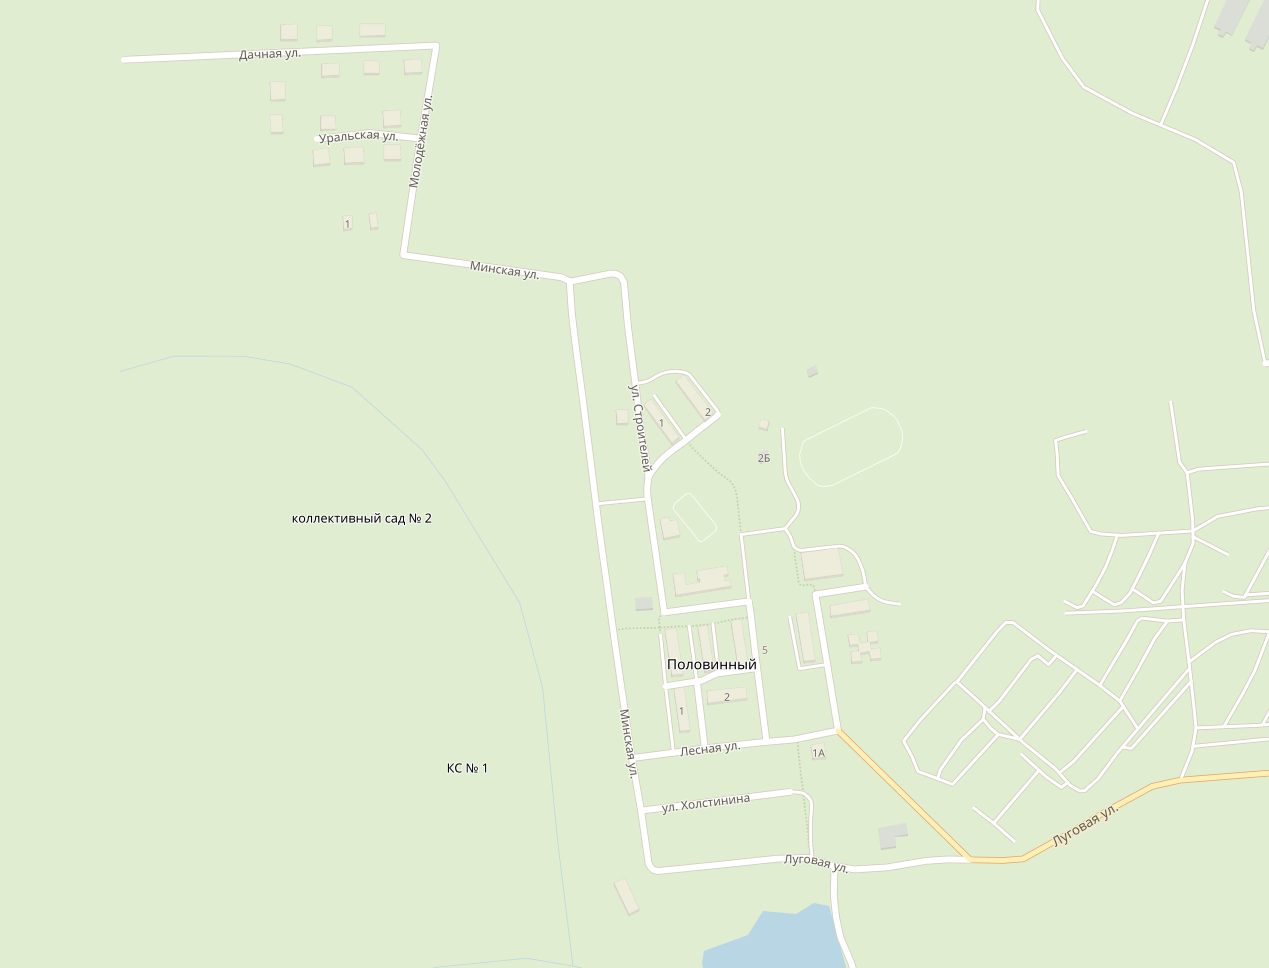 Дачная ул.
Молодёжная ул.
Уральская ул.
1
Минская ул.
ул. Строителей
2
1
2Б
коллективный сад № 2
5
Половинный
2
1
Минская ул.
Лесная ул.
1А
КС № 1
ул. Холстинина
Луговая ул.
Луговая ул.